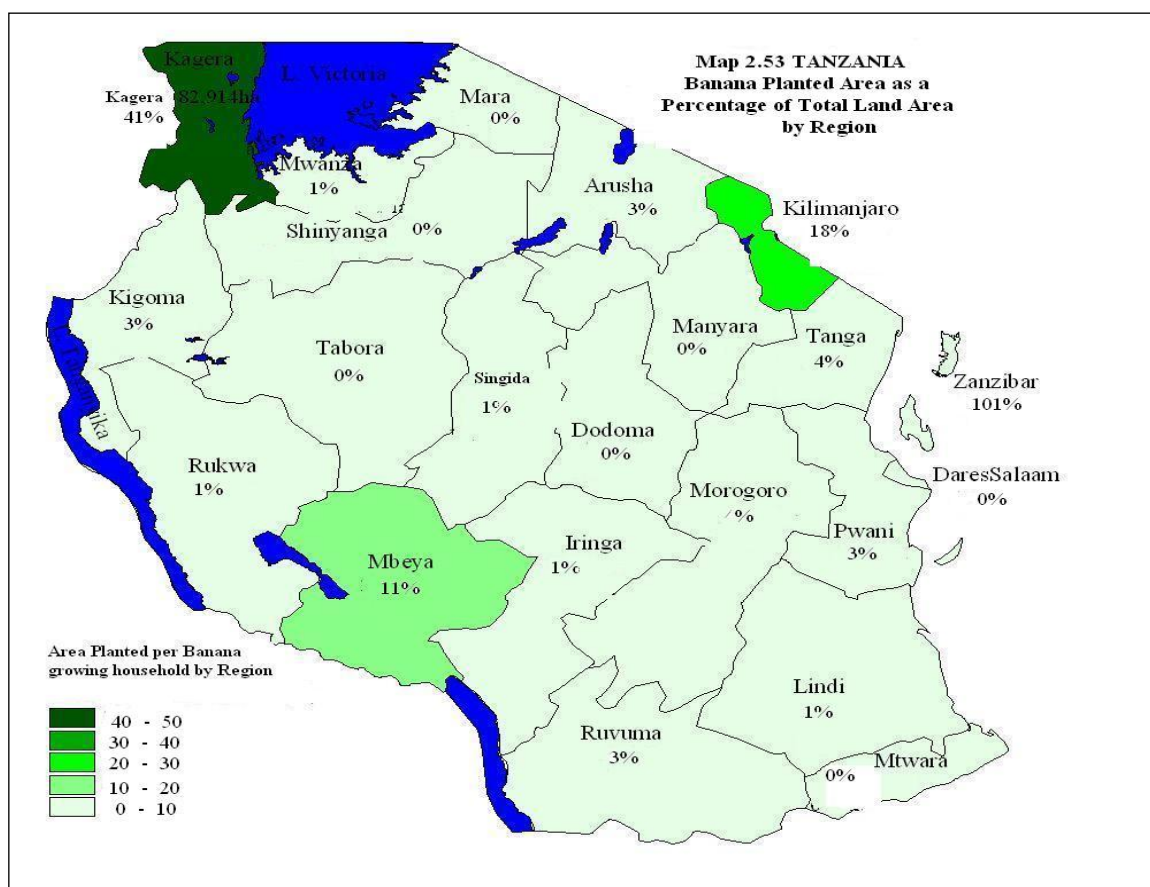 Map 2.53 TANZANIA
Banana Planted Area as a
Percentage of Total Land Area
by Region
Kagera
82.914ha
Kagera
41%
L. Victoria
Mara
0%
Mwanza
1%
Arusha
3%
Kilimanjaro
18%
Shinyanga
0%
Kigoma
3%
Tabora
0%
Singida
1%
Manyara
0%
Tanga
4%
Zanzibar
101%
Dodoma
0%
Rukwa
1%
DaresSalaam
0%
Morogoro
%
Pwani
3%
Iringa
1%
Mbeya
11%
Lindi
1%
Ruvuma
3%
Mtwara
0%
Area Planted per Banana
growing household by Region
40 - 50
30 - 40
20 - 30
10 - 20
0 - 10